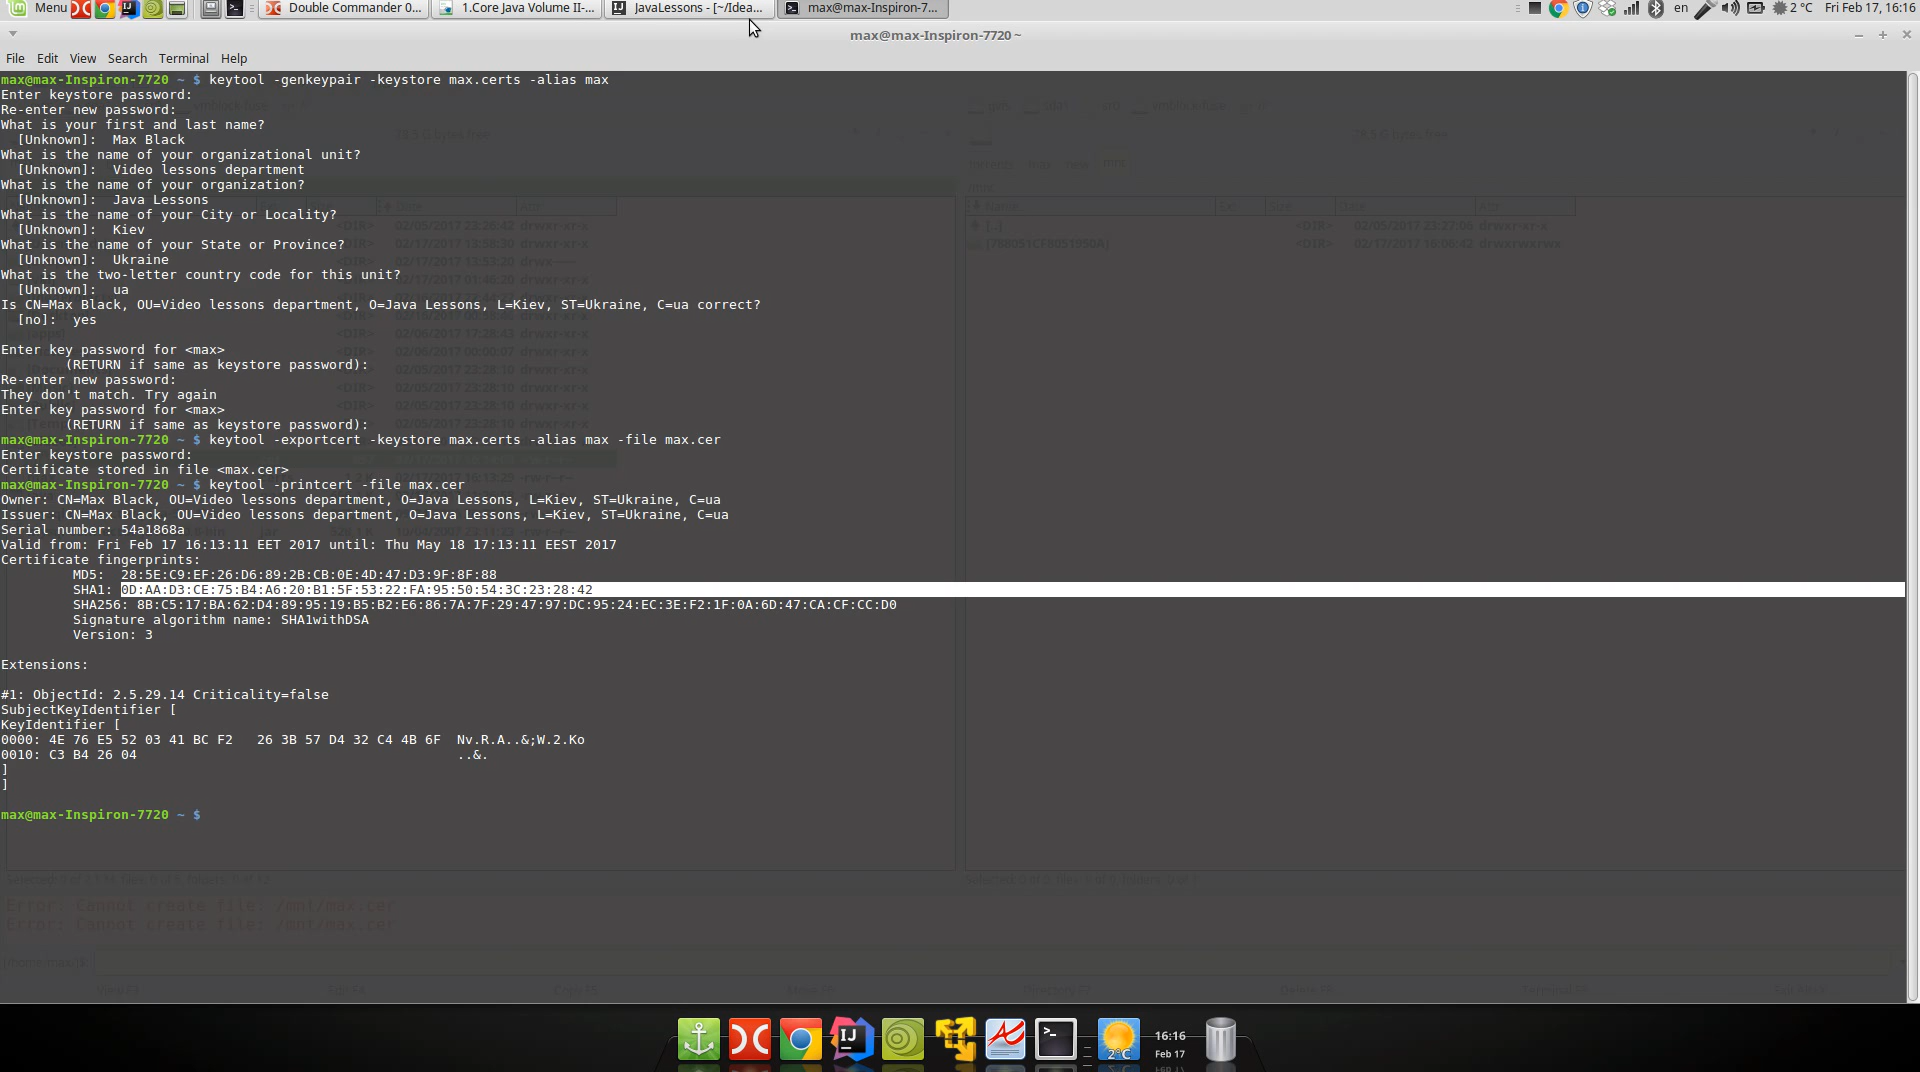 Menu
Double Commander 0...
1.Core Java Volume II-...
JavaLessons - [~/Idea...
max@max-Inspiron-7...
en
2 °C
Fri Feb 17, 16:16
max@max-Inspiron-7720 ~
File Edit View Search Terminal Help
max@max-Inspiron-7720 ~ $ keytool -genkeypair -keystore max.certs -alias max
Enter keystore password:
Re-enter new password:
What is your first and last name?
[Unknown]: Max Black
What is the name of your organizational unit?
[Unknown]: Video lessons department
What is the name of your organization?
[Unknown]: Java Lessons
What is the name of your City or Locality?
[Unknown]: Kiev
What is the name of your State or Province?
[Unknown]: Ukraine
What is the two-letter country code for this unit?
[Unknown]: ua
Is CN=Max Black, OU=Video lessons department, O=Java Lessons, L=Kiev, ST=Ukraine, C=ua correct?
[no]: yes
Enter key password for <max>
(RETURN if same as keystore password):
Re-enter new password:
They don't match. Try again
Enter key password for <max>
(RETURN if same as keystore password):
max@max-Inspiron-7720 ~ $ keytool -exportcert -keystore max.certs -alias max -file max.cer
Enter keystore password:
Certificate stored in file <max.cer>
max@max-Inspiron-7720 ~ $ keytool -printcert -file max.cer
Owner: CN=Max Black, OU=Video lessons department, O=Java Lessons, L=Kiev, ST=Ukraine, C=ua
Issuer: CN=Max Black, OU=Video lessons department, O=Java Lessons, L=Kiev, ST=Ukraine, C=ua
Serial number: 54a1868a
Valid from: Fri Feb 17 16:13:11 EET 2017 until: Thu May 18 17:13:11 EEST 2017
Certificate fingerprints:
MD5: 28:5E:C9:EF:26:D6:89:2B:CB:0E:4D:47:D3:9F:8F:88
SHA1: 0D:AA:D3:CE:75:B4:A6:20:B1:5F:53:22:FA:95:50:54:3C:23:28:42
SHA256: 8B:C5:17:BA:62:D4:89:95:19:B5:B2:E6:86:7A:7F:29:47:97:DC:95:24:EC:3E:F2:1F:0A:6D:47:CA:CF:CC:D0
Signature algorithm name: SHA1withDSA
Version: 3
Extensions:
#1: ObjectId: 2.5.29.14 Criticality=false
SubjectKeyIdentifier [
KeyIdentifier [
0000: 4E 76 E5 52 03 41 BC F2 26 3B 57 D4 32 C4 4B 6F Nv.R.A..&;W.2.Ko
0010: C3 B4 26 04 ..&.
]
]
max@max-Inspiron-7720 ~ $
Error: Cannot create file: /mnt/max.cer
Error: Cannot create file: /mnt/max.cer
2°C
16:16
Feb 17